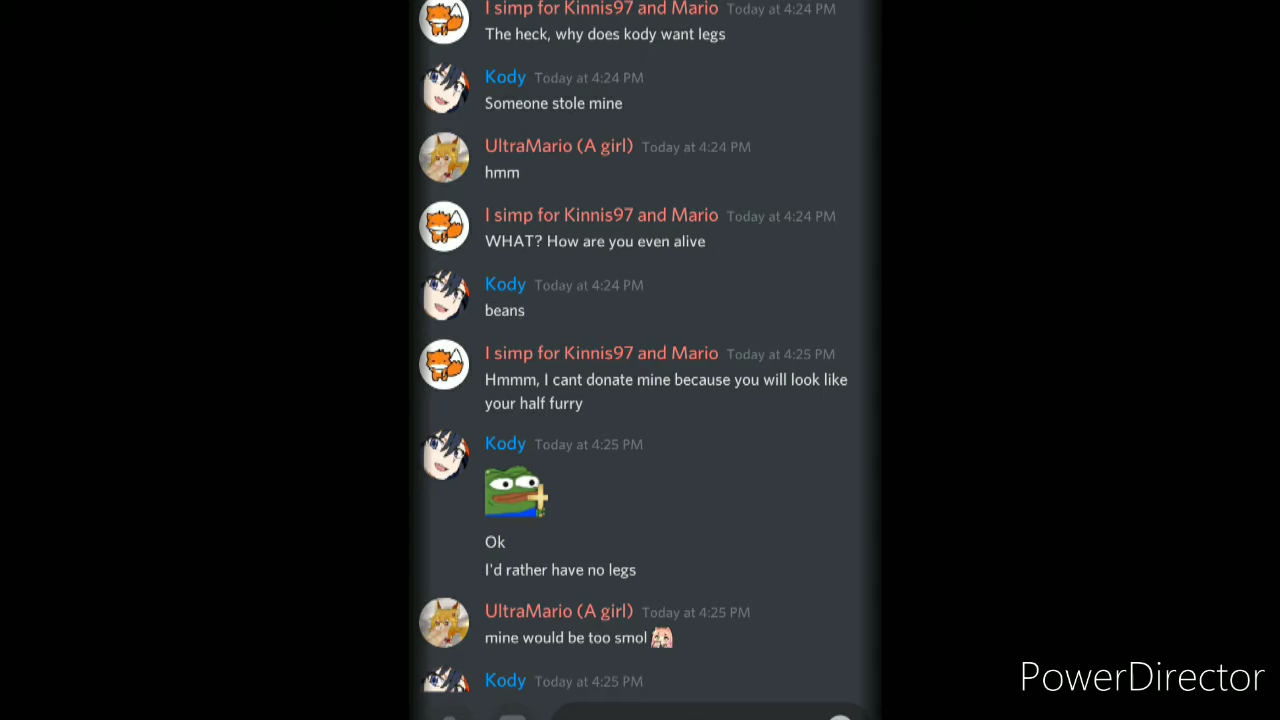 I simp for Kinnis97 and Mario Today at 4:24 PM
The heck, why does kody want legs
Kody Today at 4:24 PM
Someone stole mine
UltraMario (A girl) Today at 4:24 PM
hmm
I simp for Kinnis97 and Mario Today at 4:24 PM
WHAT? How are you even alive
Kody Today at 4:24 PM
beans
I simp for Kinnis97 and Mario Today at 4:25 PM
Hmmm, I cant donate mine because you will look like
your half furry
Kody Today at 4:25 PM
Ok
I'd rather have no legs
UltraMario (A girl) Today at 4:25 PM
mine would be too smol
Kody Today at 4:25 PM
PowerDirector